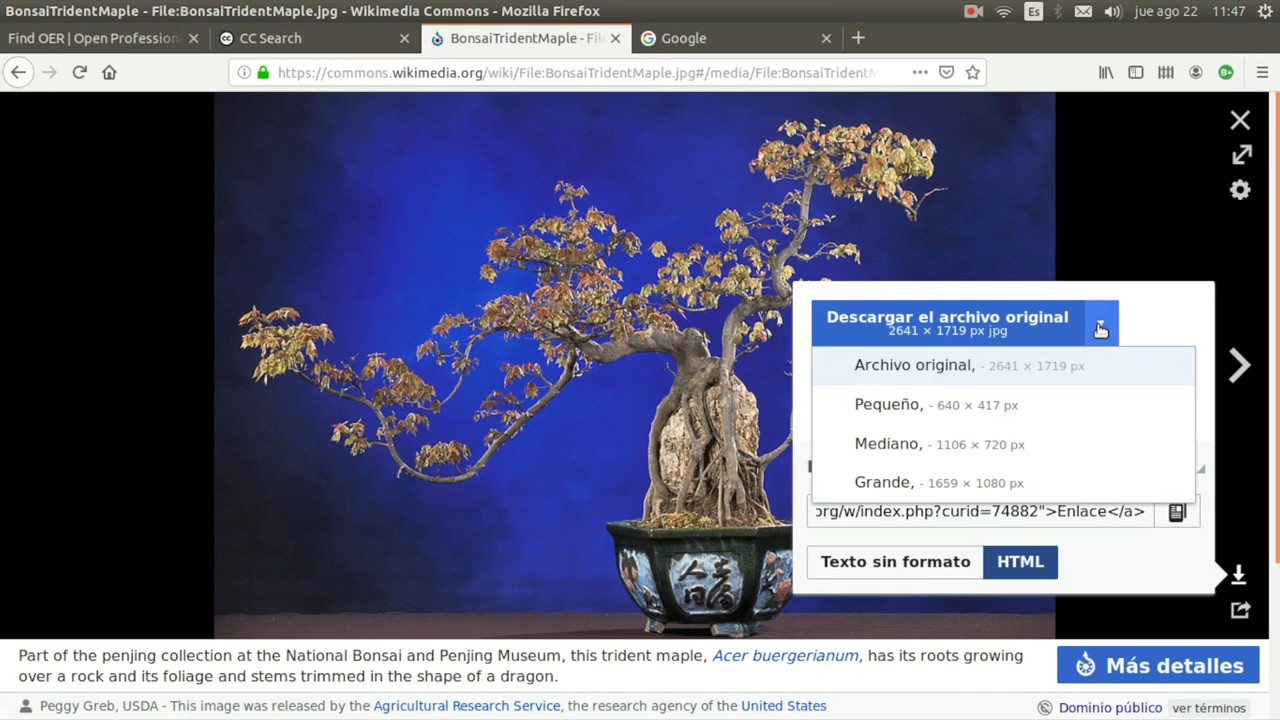 BonsaiTridentMaple - File:BonsaiTridentMaple.jpg - Wikimedia Commons - Mozilla Firefox
Es
jue ago 22
11:47
Find OER | Open Profession
CC Search
BonsaiTridentMaple - Fil
Google
https://commons.wikimedia.org/wiki/File:BonsaiTridentMaple.jpg#/media/File:BonsaiTridentM
Descargar el archivo original
2641 × 1719 px jpg
Archivo original, - 2641 × 1719 px
Pequeño, - 640 × 417 px
Mediano, - 1106 × 720 px
Grande, - 1659 × 1080 px
org/w/index.php?curid=74882">Enlace</a>
Texto sin formato
HTML
Part of the penjing collection at the National Bonsai and Penjing Museum, this trident maple, Acer buergerianum, has its roots growing
over a rock and its foliage and stems trimmed in the shape of a dragon.
Más detalles
Peggy Greb, USDA - This image was released by the Agricultural Research Service, the research agency of the United States
Dominio público
ver términos